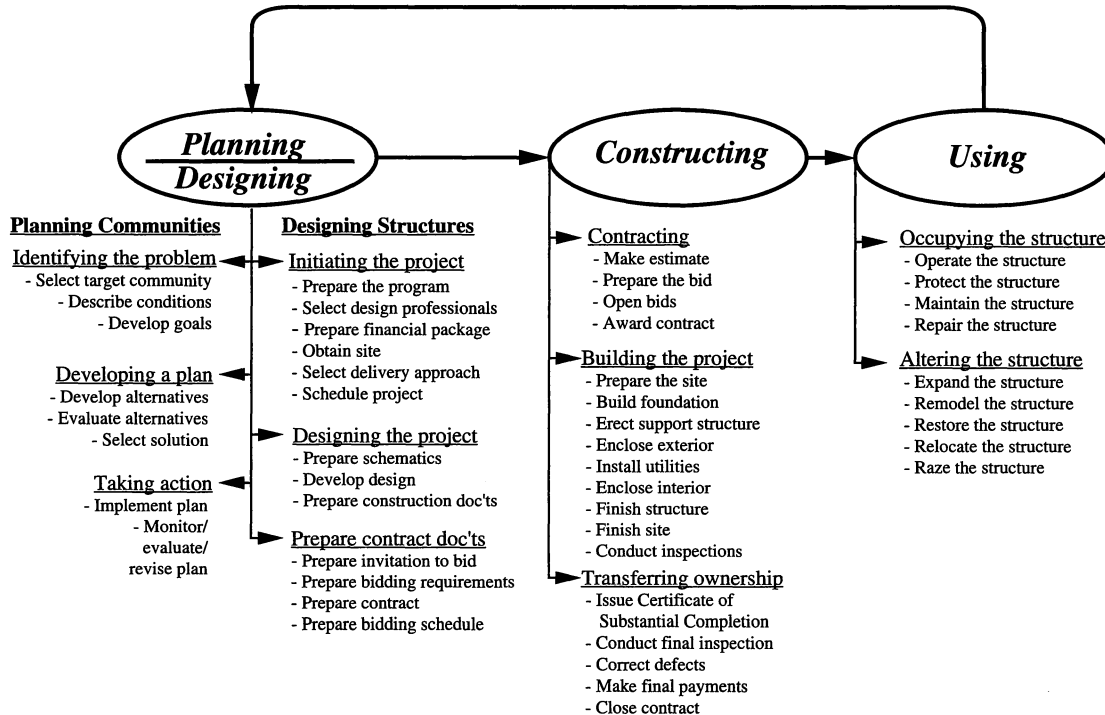 Planning
Designing
Constructing
Using
Planning Communities
Identifying the problem
- Select target community
- Describe conditions
- Develop goals
Developing a plan
- Develop alternatives
- Evaluate alternatives
- Select solution
Taking action
- Implement plan
- Monitor/
evaluate/
revise plan
Designing Structures
Initiating the project
- Prepare the program
- Select design professionals
- Prepare financial package
- Obtain site
- Select delivery approach
- Schedule project
Designing the project
- Prepare schematics
- Develop design
- Prepare construction doc'ts
Prepare contract doc'ts
- Prepare invitation to bid
- Prepare bidding requirements
- Prepare contract
- Prepare bidding schedule
Contracting
- Make estimate
- Prepare the bid
- Open bids
- Award contract
Building the project
- Prepare the site
- Build foundation
- Erect support structure
- Enclose exterior
- Install utilities
- Enclose interior
- Finish structure
- Finish site
- Conduct inspections
Transferring ownership
- Issue Certificate of
Substantial Completion
- Conduct final inspection
- Correct defects
- Make final payments
- Close contract
Occupying the structure
- Operate the structure
- Protect the structure
- Maintain the structure
- Repair the structure
Altering the structure
- Expand the structure
- Remodel the structure
- Restore the structure
- Relocate the structure
- Raze the structure